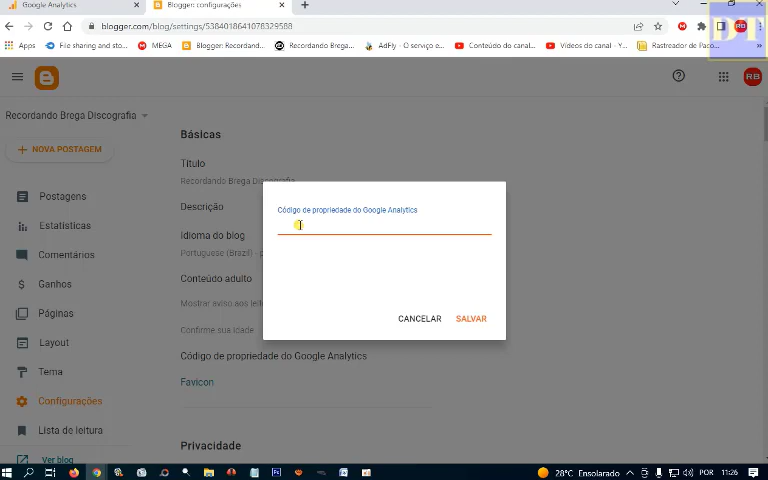 Google Analytics
Blogger: configurações
blogger.com/blog/settings/5384018641078329588
Apps
File sharing and sto...
MEGA
Blogger: Recordand...
Recordando Brega...
AdFly - O serviço e...
Conteúdo do canal...
Vídeos do canal - Y...
Rastreador de Paco...
DT
RB
Recordando Brega Discografia
NOVA POSTAGEM
Postagens
Estatísticas
Comentários
Ganhos
Páginas
Layout
Tema
Configurações
Lista de leitura
Ver blog
Básicas
Título
Recordando Brega Discografia
Descrição
Idioma do blog
Portuguese (Brazil) - p
Conteúdo adulto
Mostrar aviso aos leito
Confirme sua idade
Código de propriedade do Google Analytics
Favicon
Privacidade
Código de propriedade do Google Analytics
CANCELAR
SALVAR
28°C Ensolarado
POR
11:26